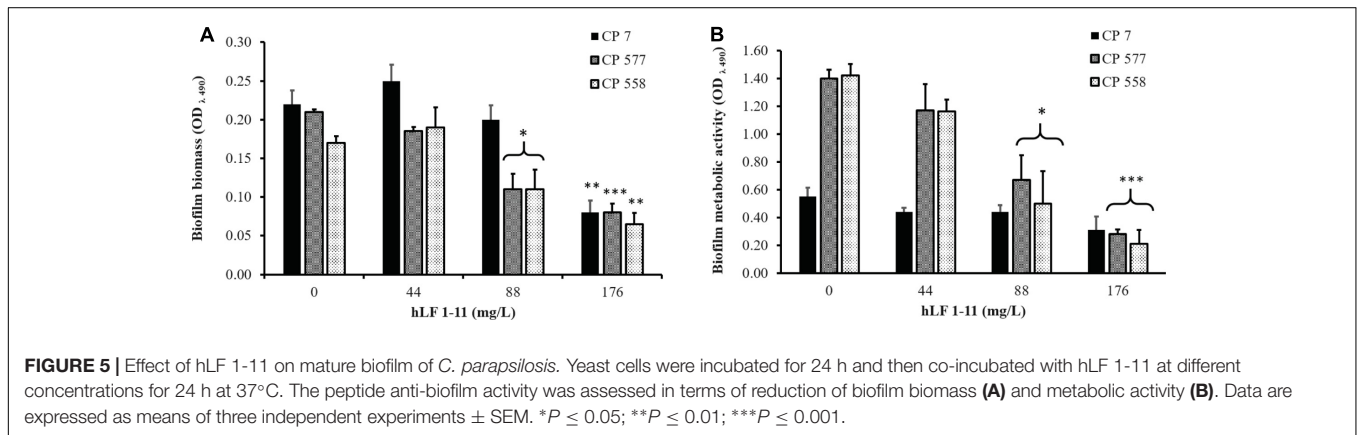 A
Biofilm biomass (OD λ 490)
0.30
0.25
0.20
0.15
0.10
0.05
0.00
CP 7
CP 577
CP 558
*
** *** **
0 44 88 176
hLF 1-11 (mg/L)
B
Biofilm metabolic activity (OD λ 490)
1.60
1.40
1.20
1.00
0.80
0.60
0.40
0.20
0.00
CP 7
CP 577
CP 558
*
***
0 44 88 176
hLF 1-11 (mg/L)
FIGURE 5 | Effect of hLF 1-11 on mature biofilm of C. parapsilosis. Yeast cells were incubated for 24 h and then co-incubated with hLF 1-11 at different
concentrations for 24 h at 37°C. The peptide anti-biofilm activity was assessed in terms of reduction of biofilm biomass (A) and metabolic activity (B). Data are
expressed as means of three independent experiments ± SEM. *P ≤ 0.05; **P ≤ 0.01; ***P ≤ 0.001.